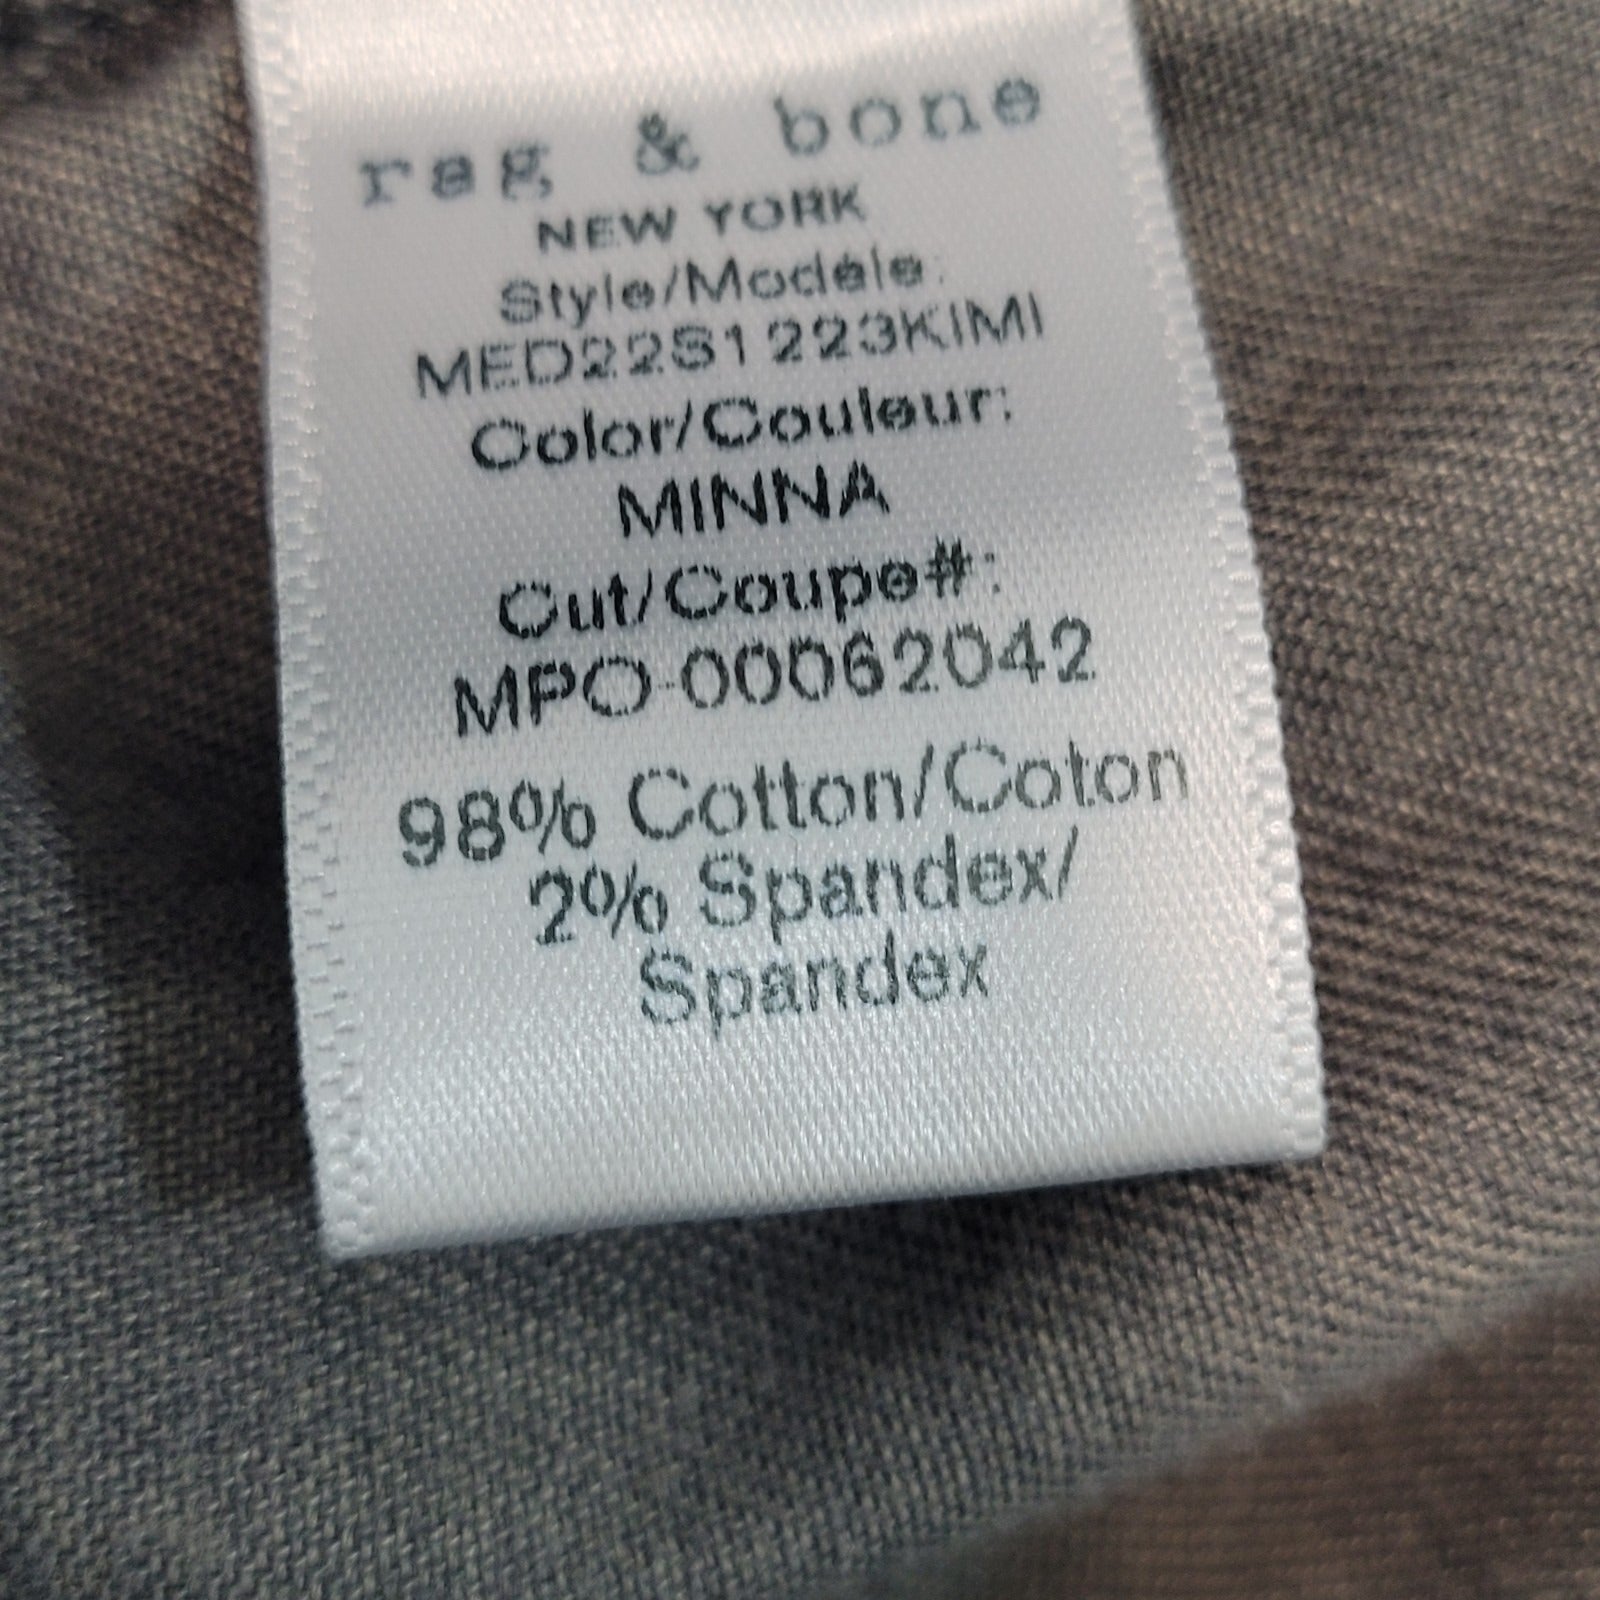 rag & bone
NEW YORK
Style/Modèle:
MED22S1223KIMI
Color/Couleur:
MINNA
Cut/Coupe#:
MPO-00062042
98% Cotton/Coton
2% Spandex/
Spandex